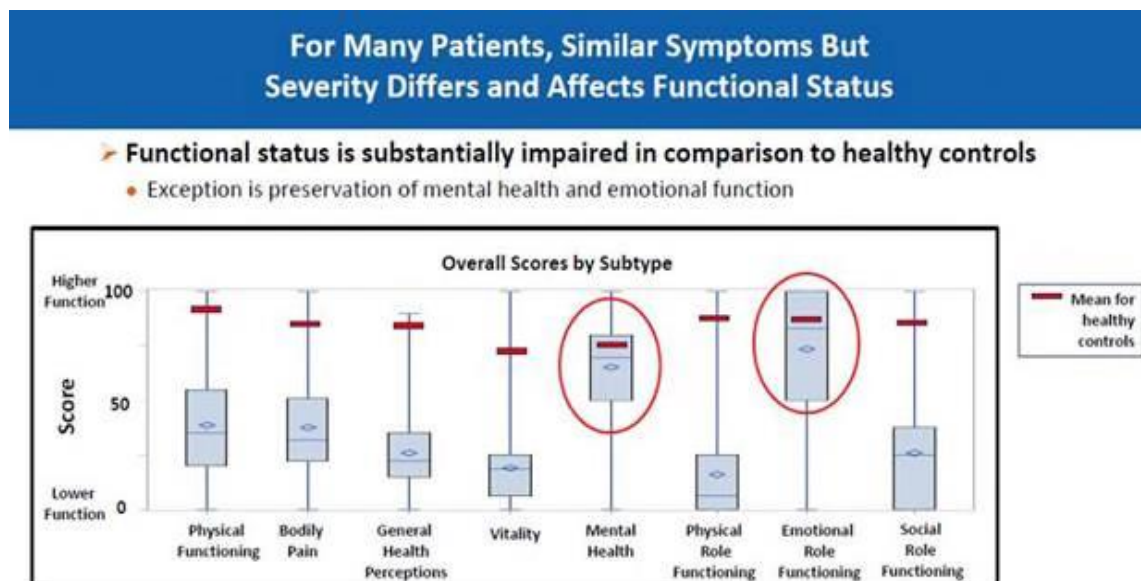 For Many Patients, Similar Symptoms But
Severity Differs and Affects Functional Status
➤ Functional status is substantially impaired in comparison to healthy controls
• Exception is preservation of mental health and emotional function
Overall Scores by Subtype
Higher
Function
100
50
0
Score
Lower
Function
Mean for
healthy
controls
Physical
Functioning
Bodily
Pain
General
Health
Perceptions
Vitality
Mental
Health
Physical
Role
Functioning
Emotional
Role
Functioning
Social
Role
Functioning